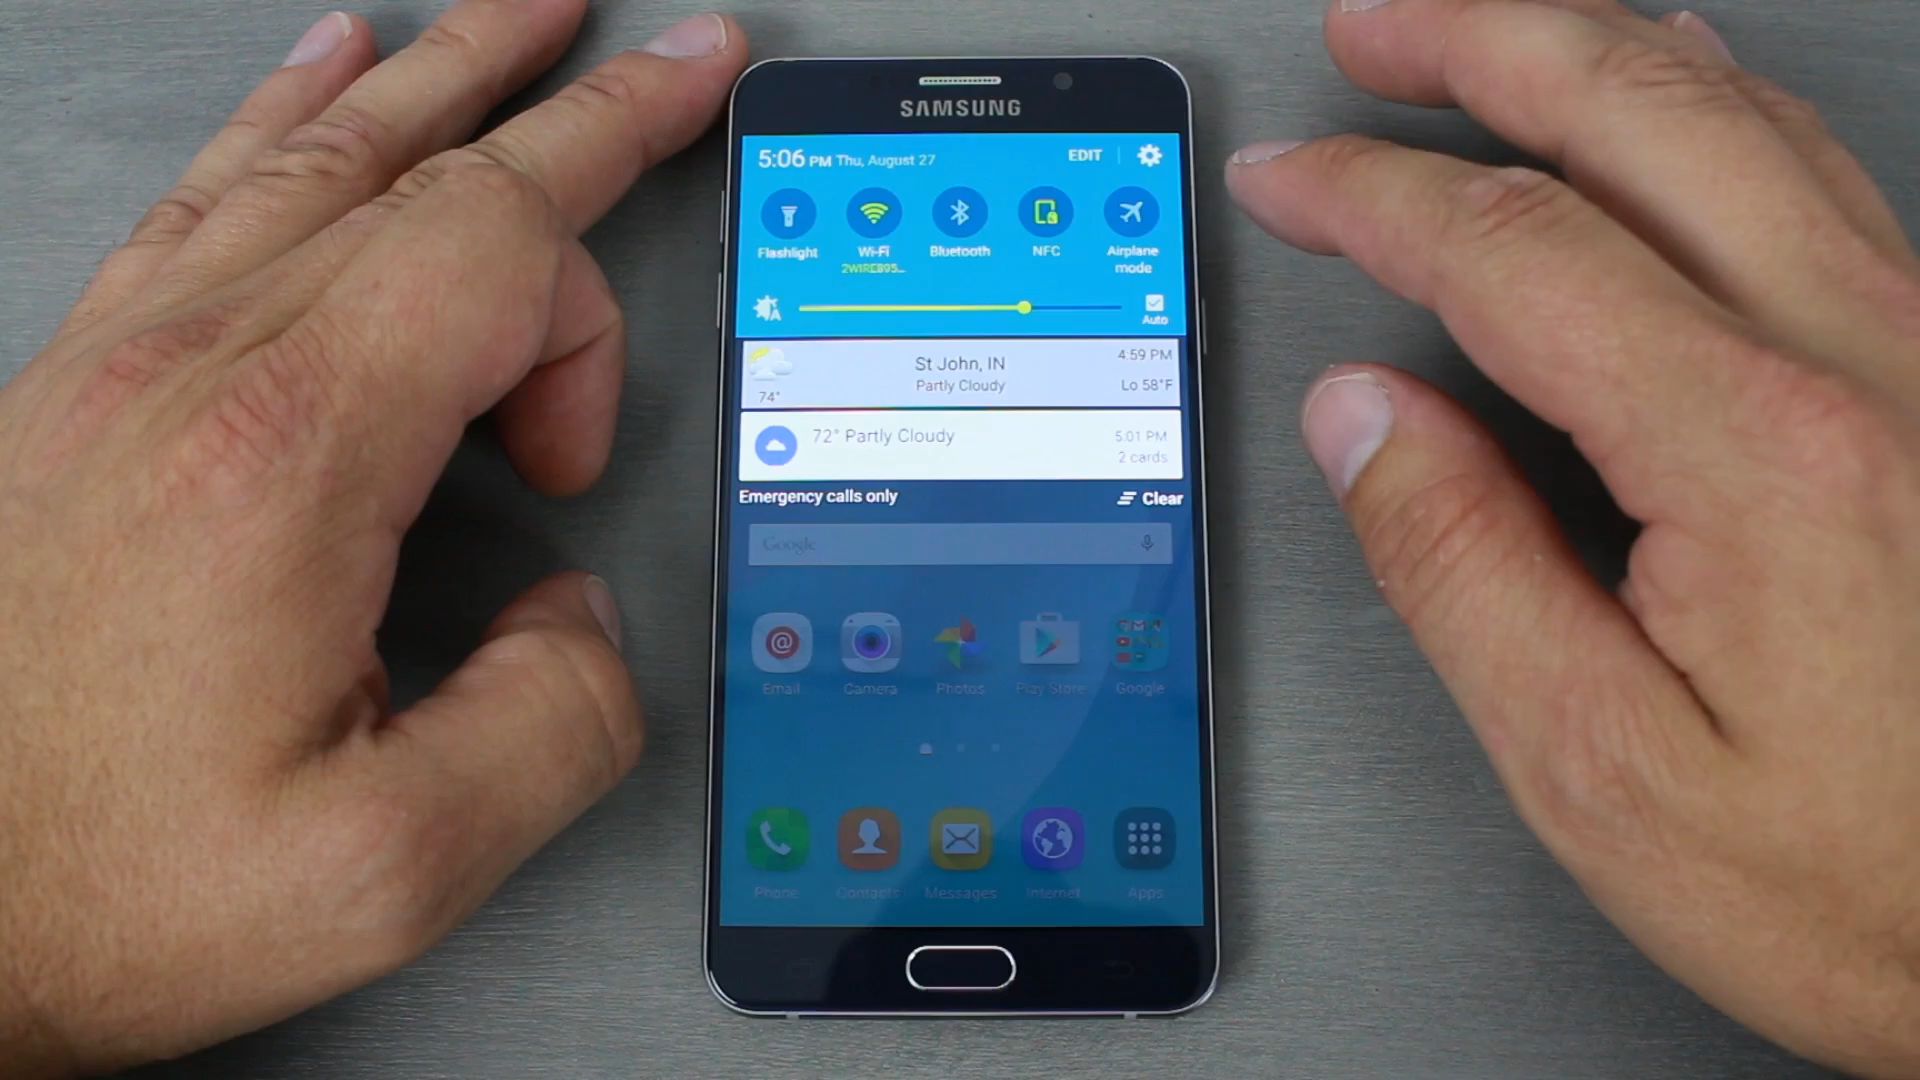 SAMSUNG
5:06 PM Thu, August 27 EDIT
Flashlight Wi-Fi Bluetooth NFC Airplane mode
2WIRE895...
A
Auto
St John, IN 4:59 PM
Partly Cloudy Lo 58°F
74°
72° Partly Cloudy 5:01 PM
2 cards
Emergency calls only Clear
Google
@
Email Camera Photos Play Store Google
Phone Contacts Messages Internet Apps